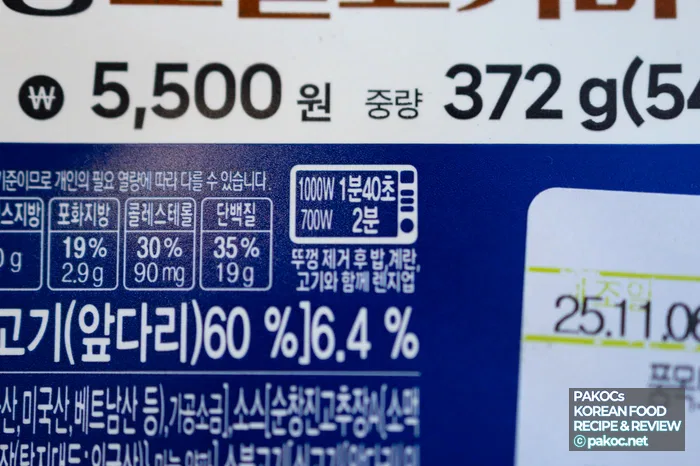 ₩ 5,500 원 중량 372 g(54
기준이므로 개인의 필요 열량에 따라 다를 수 있습니다.
스지방 포화지방 콜레스테롤 단백질
0 g 19% 2.9g 30% 90mg 35% 19g
1000W 1분40초
700W 2분
뚜껑 제거 후 밥,계란,
고기와 함께 렌지업
고기(앞다리)60 %]6.4 %
산,미국산,베트남산 등),가공소금],소스[순창진고추장A[소맥
제조일
25.11.06
PAKOCs
KOREAN FOOD
RECIPE & REVIEW
© pakoc.net